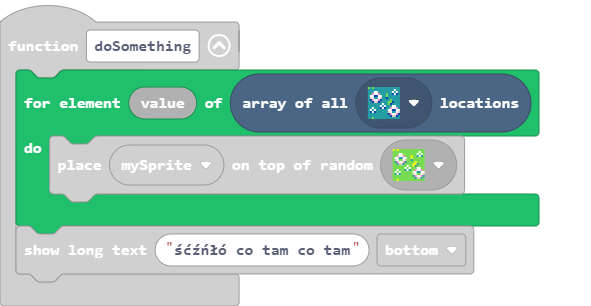 function doSomething
for element value of array of all locations
do
place mySprite on top of random
show long text "śćźńłó co tam co tam" bottom